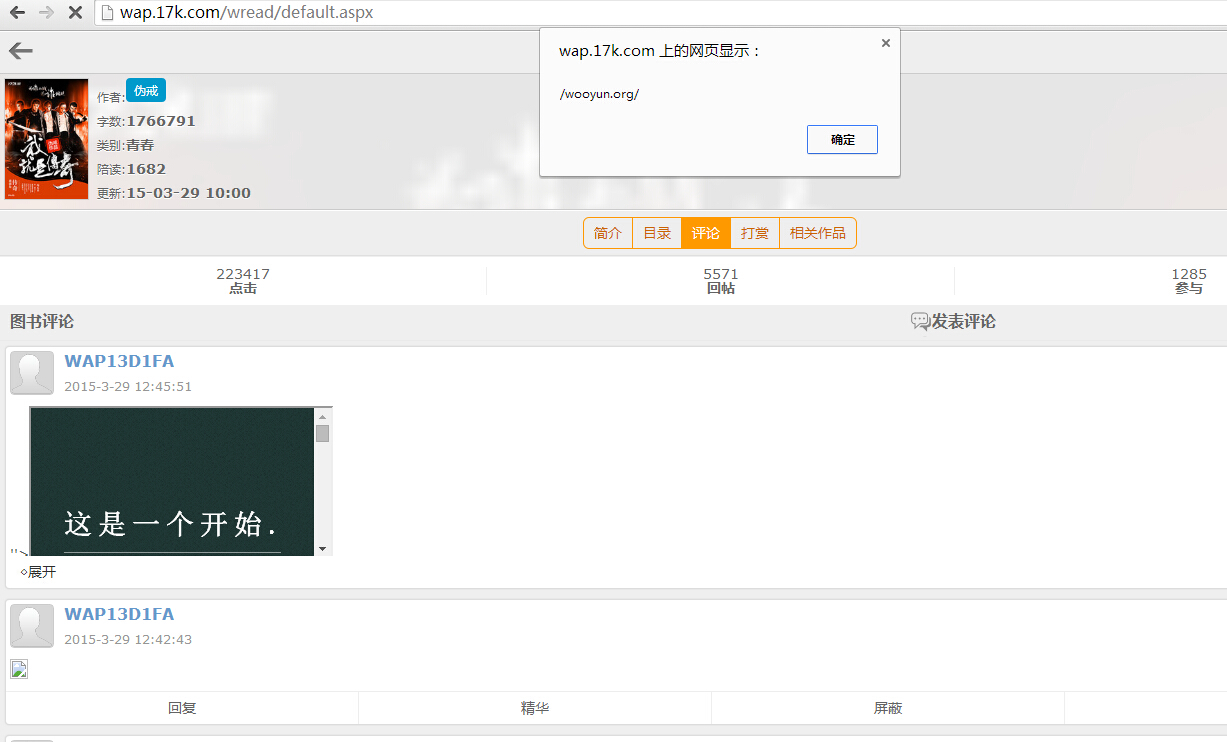 wap.17k.com/wread/default.aspx
wap.17k.com 上的网页显示：
/wooyun.org/
确定
作者:伪戒
字数:1766791
类别:青春
陪读:1682
更新:15-03-29 10:00
我就是传奇
简介 目录 评论 打赏 相关作品
223417 5571 1285
点击 回帖 参与
图书评论 发表评论
WAP13D1FA
2015-3-29 12:45:51
这是一个开始.
">
展开
WAP13D1FA
2015-3-29 12:42:43
回复 精华 屏蔽